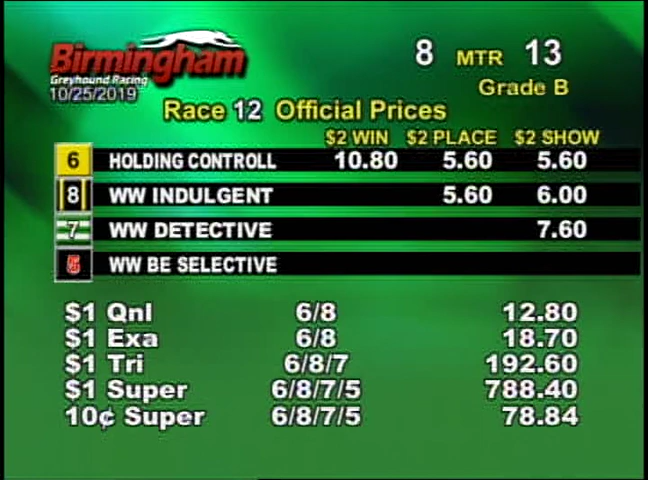 Birmingham
Greyhound Racing
10/25/2019
8 MTR 13
Grade B
Race 12 Official Prices
$2 WIN $2 PLACE $2 SHOW
6 HOLDING CONTROLL 10.80 5.60 5.60
8 WW INDULGENT 5.60 6.00
7 WW DETECTIVE 7.60
5 WW BE SELECTIVE
$1 Qnl 6/8 12.80
$1 Exa 6/8 18.70
$1 Tri 6/8/7 192.60
$1 Super 6/8/7/5 788.40
10¢ Super 6/8/7/5 78.84